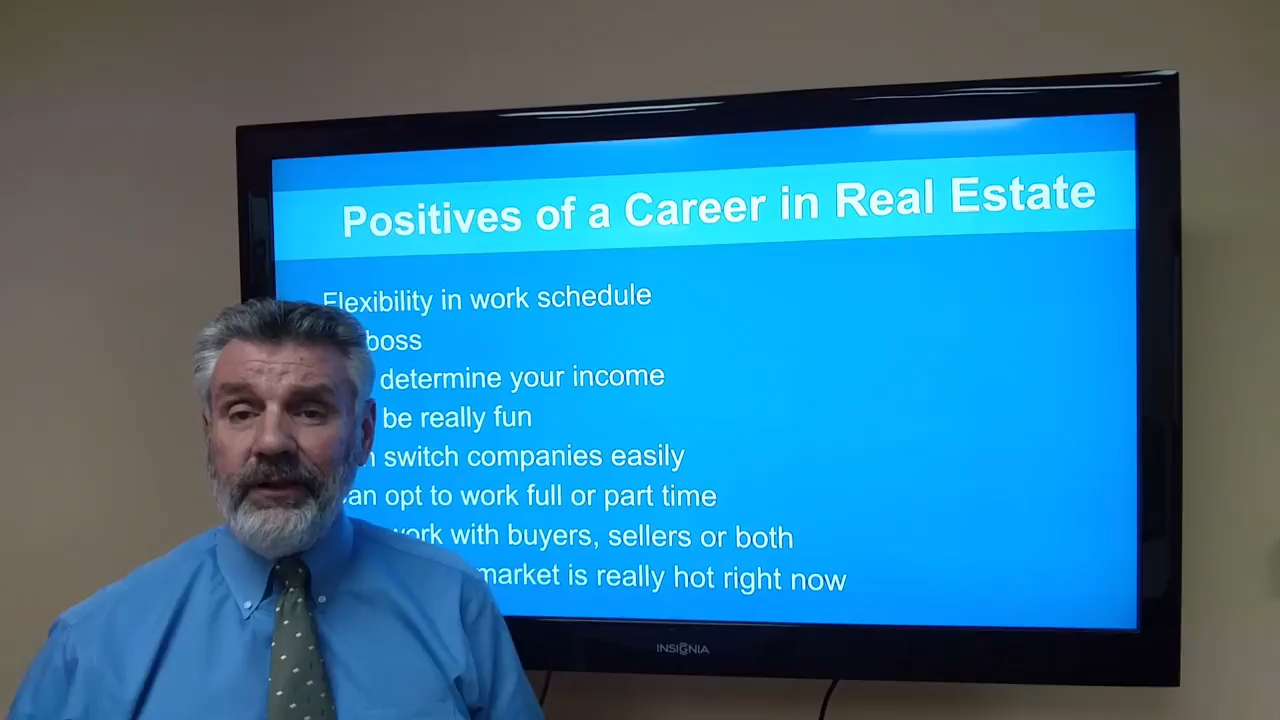 Positives of a Career in Real Estate
Flexibility in work schedule
boss
determine your income
be really fun
switch companies easily
can opt to work full or part time
work with buyers, sellers or both
market is really hot right now
INSIGNIA